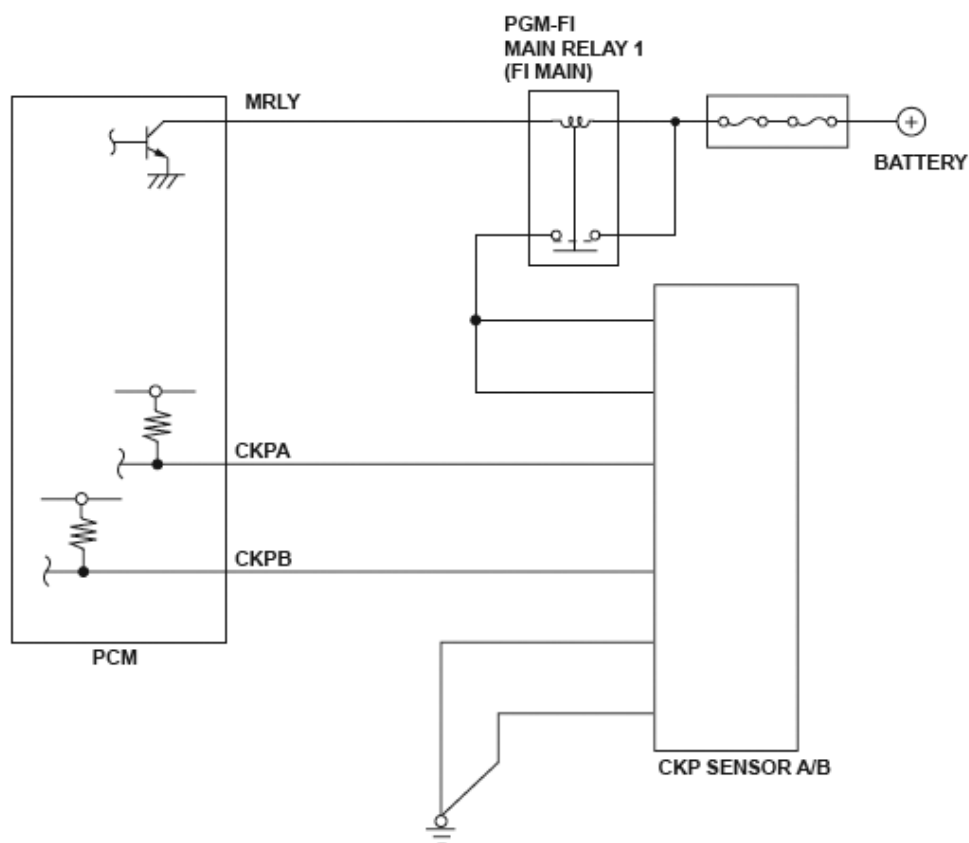 PGM-FI
MAIN RELAY 1
(FI MAIN)
MRLY
BATTERY
CKPA
CKPB
PCM
CKP SENSOR A/B